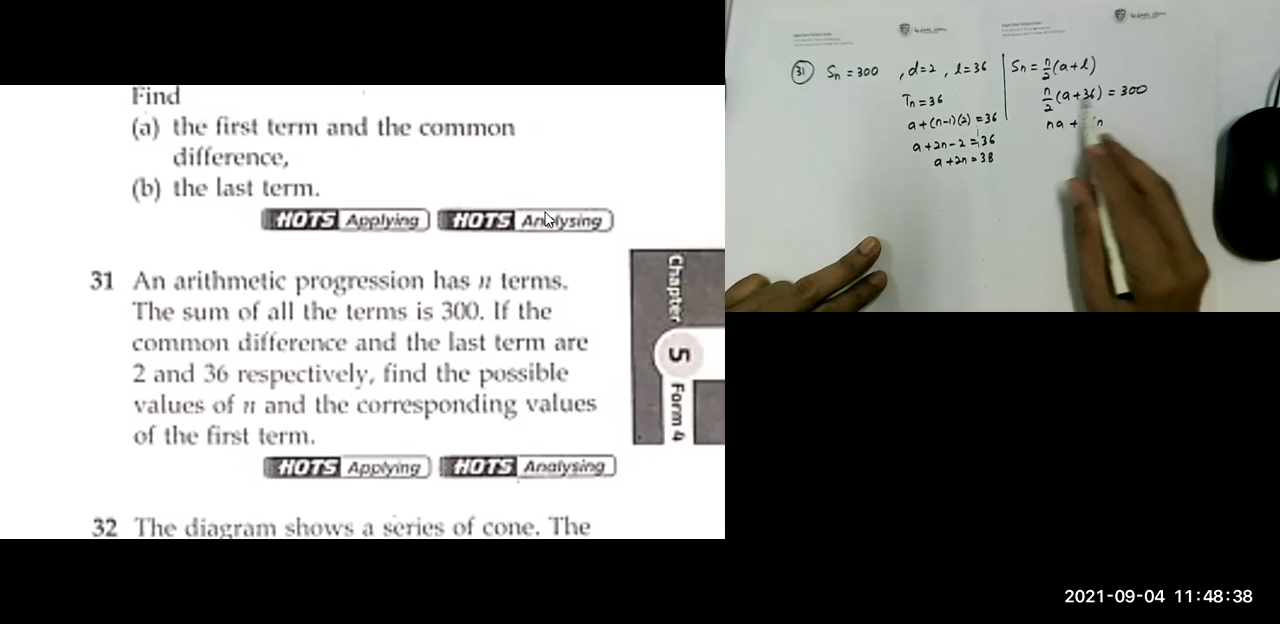 Find
(a) the first term and the common
difference,
(b) the last term.
HOTS Applying HOTS Analysing
31 An arithmetic progression has n terms.
The sum of all the terms is 300. If the
common difference and the last term are
2 and 36 respectively, find the possible
values of n and the corresponding values
of the first term.
HOTS Applying HOTS Analysing
32 The diagram shows a series of cone. The
Chapter
5
Form 4
31 Sn = 300 , d=2 , l=36
Tn = 36
a+(n-1)(2) = 36
a+2n-2 = 36
a+2n = 38
Sn = n/2 (a+l)
n/2 (a+36) = 300
na +
n
2021-09-04 11:48:38